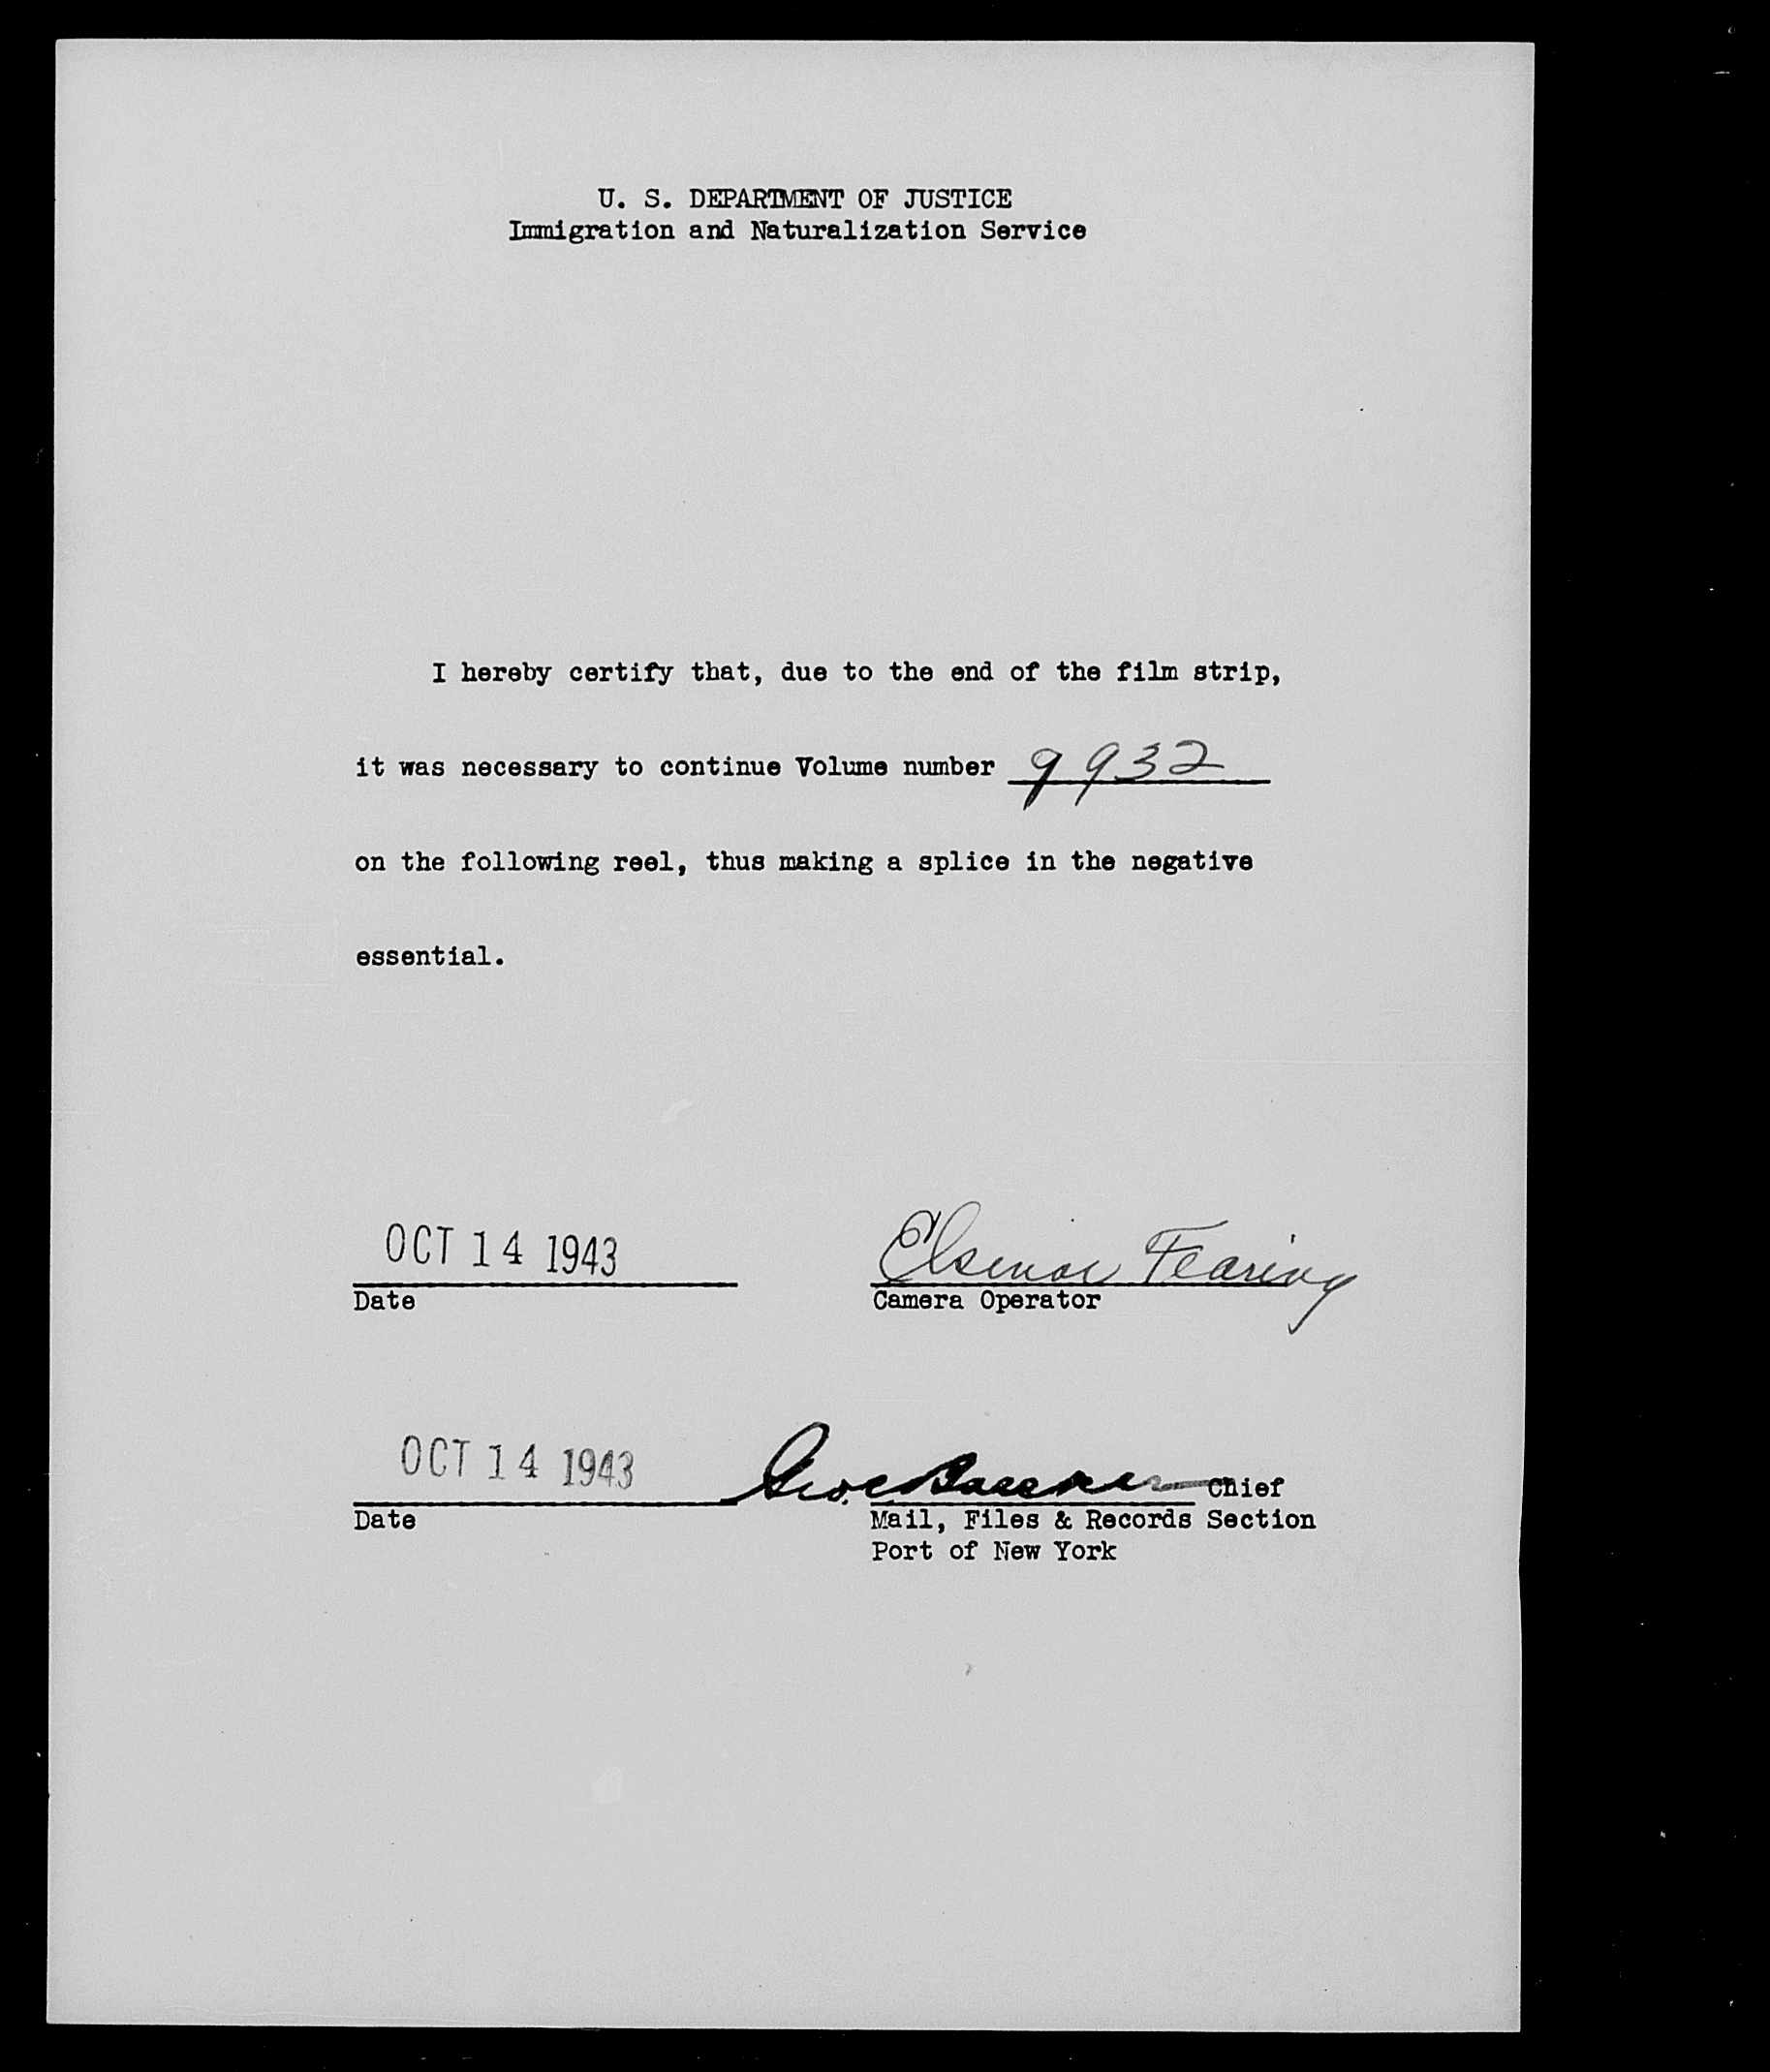 U. S. DEPARTMENT OF JUSTICE
Immigration and Naturalization Service
I hereby certify that, due to the end of the film strip,
it was necessary to continue Volume number 9932
on the following reel, thus making a splice in the negative
essential.
OCT 14 1943
Elsinor Fearing
Date
Camera Operator
OCT 14 1943
Chief
Date
Mail, Files & Records Section
Port of New York